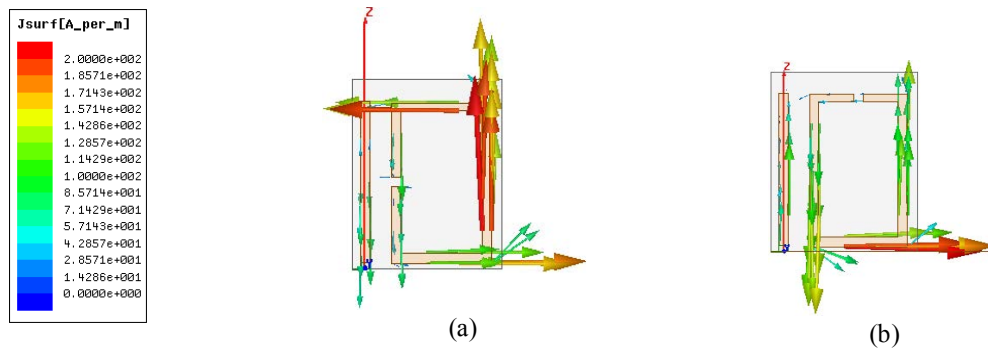 Jsurf[A_per_m]
2.0000e+002
1.8571e+002
1.7143e+002
1.5714e+002
1.4286e+002
1.2857e+002
1.1429e+002
1.0000e+002
8.5714e+001
7.1429e+001
5.7143e+001
4.2857e+001
2.8571e+001
1.4286e+001
0.0000e+000
Z
(a)
Z
(b)